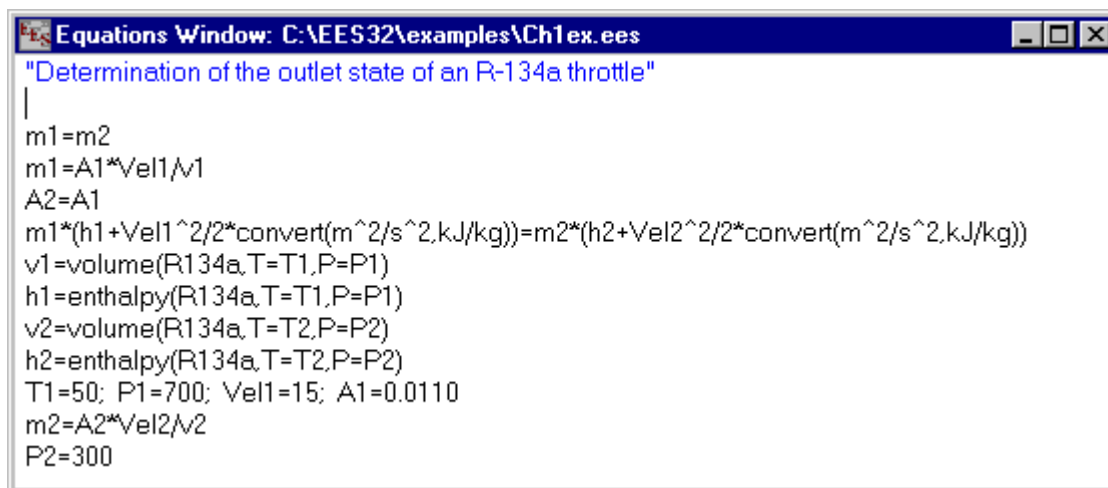 EES Equations Window: C:\EES32\examples\Ch1ex.ees
"Determination of the outlet state of an R-134a throttle"
m1=m2
m1=A1*Vel1/v1
A2=A1
m1*(h1+Vel1^2/2*convert(m^2/s^2,kJ/kg))=m2*(h2+Vel2^2/2*convert(m^2/s^2,kJ/kg))
v1=volume(R134a,T=T1,P=P1)
h1=enthalpy(R134a,T=T1,P=P1)
v2=volume(R134a,T=T2,P=P2)
h2=enthalpy(R134a,T=T2,P=P2)
T1=50; P1=700; Vel1=15; A1=0.0110
m2=A2*Vel2/v2
P2=300